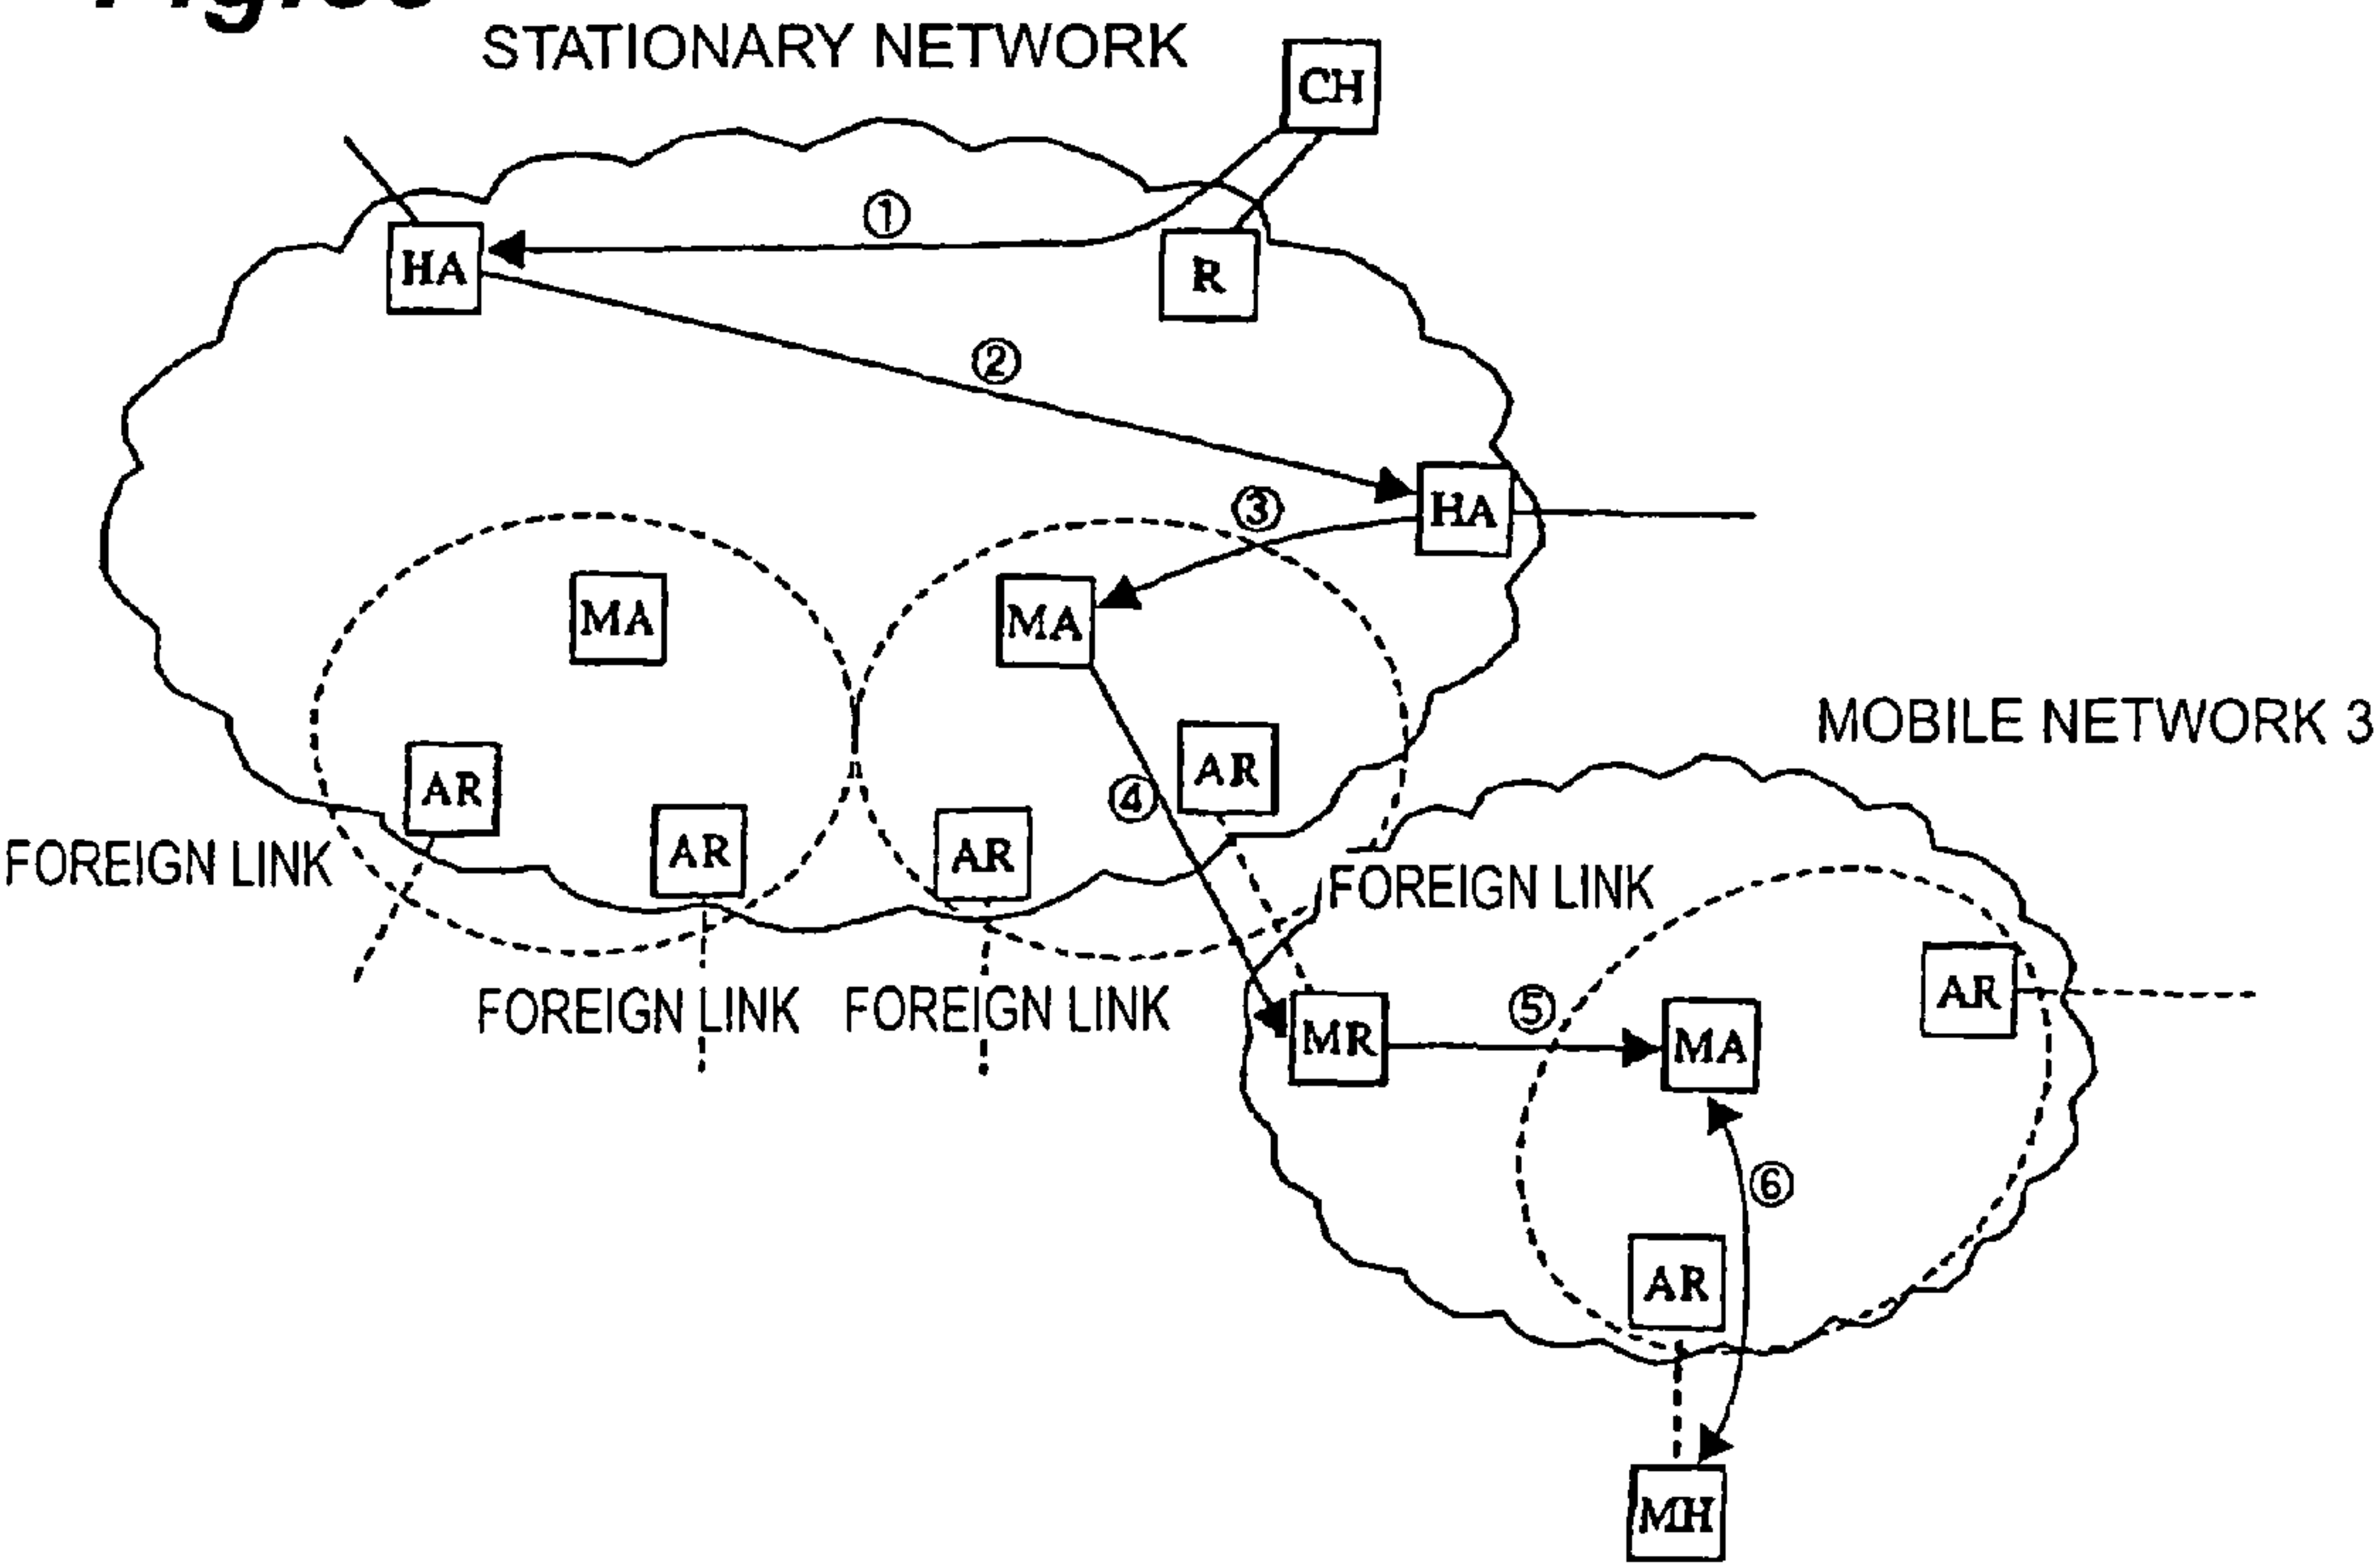 STATIONARY NETWORK
CH
①
HA
R
②
③
HA
MA
MA
MOBILE NETWORK 3
AR
AR
④
AR
AR
FOREIGN LINK
FOREIGN LINK
AR
FOREIGN LINK
FOREIGN LINK
MR
⑤
MA
⑥
AR
MH